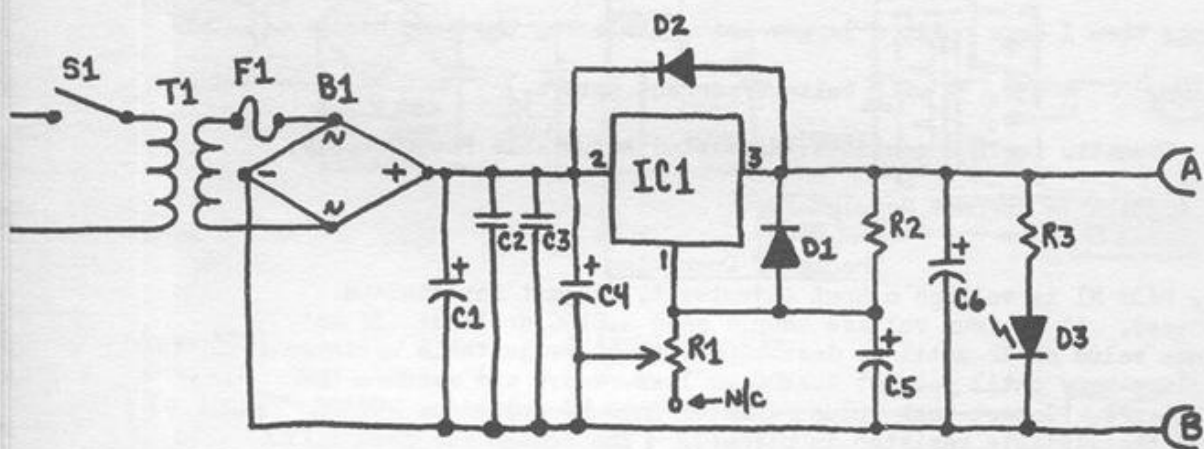 D2
S1 T1 F1 B1
~
2 IC1 3 A
- +
~ C2 C3 1 D1 R2 R3
+ + +
C1 C4 C6 D3
R1 +
C5
N/C
B